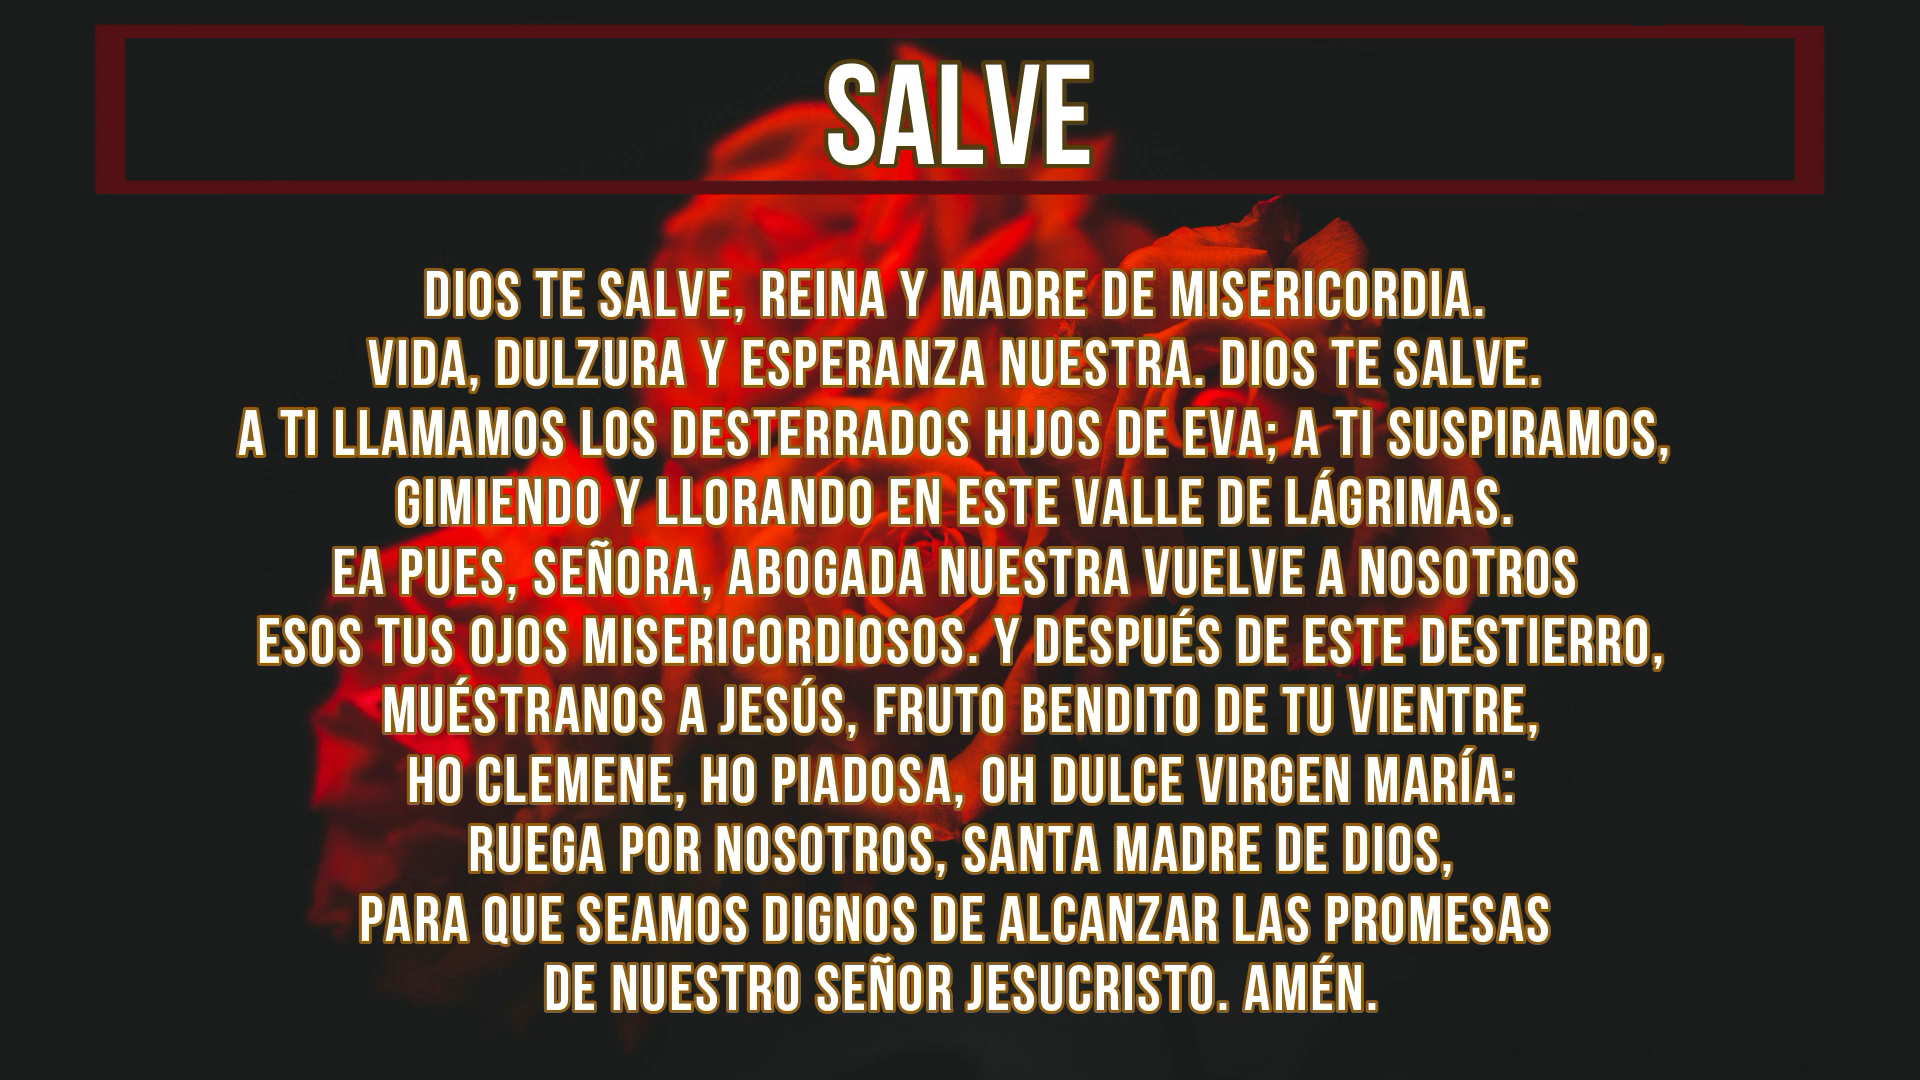 SALVE
DIOS TE SALVE, REINA Y MADRE DE MISERICORDIA.
VIDA, DULZURA Y ESPERANZA NUESTRA. DIOS TE SALVE.
A TI LLAMAMOS LOS DESTERRADOS HIJOS DE EVA; A TI SUSPIRAMOS,
GIMIENDO Y LLORANDO EN ESTE VALLE DE LÁGRIMAS.
EA PUES, SEÑORA, ABOGADA NUESTRA VUELVE A NOSOTROS
ESOS TUS OJOS MISERICORDIOSOS. Y DESPUÉS DE ESTE DESTIERRO,
MUÉSTRANOS A JESÚS, FRUTO BENDITO DE TU VIENTRE,
HO CLEMENE, HO PIADOSA, OH DULCE VIRGEN MARÍA:
RUEGA POR NOSOTROS, SANTA MADRE DE DIOS,
PARA QUE SEAMOS DIGNOS DE ALCANZAR LAS PROMESAS
DE NUESTRO SEÑOR JESUCRISTO. AMÉN.